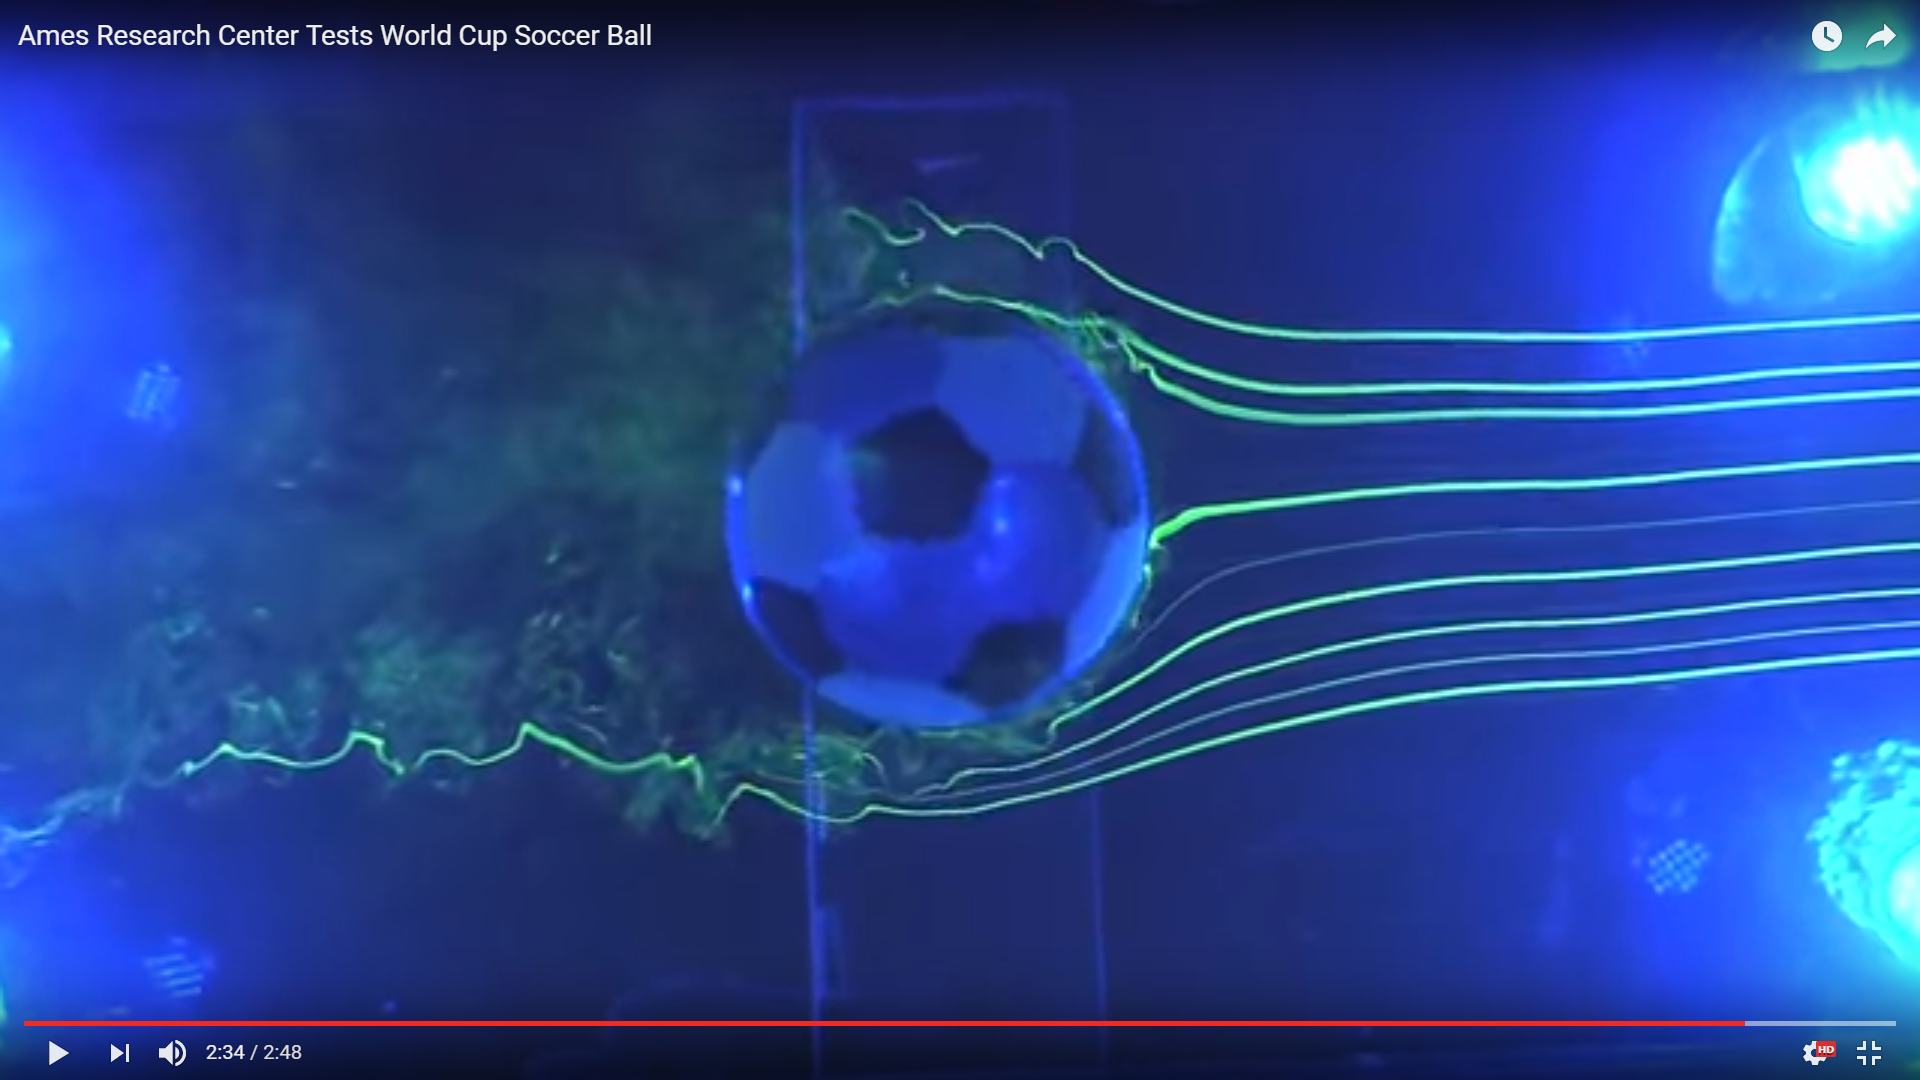 Ames Research Center Tests World Cup Soccer Ball
2:34 / 2:48
HD